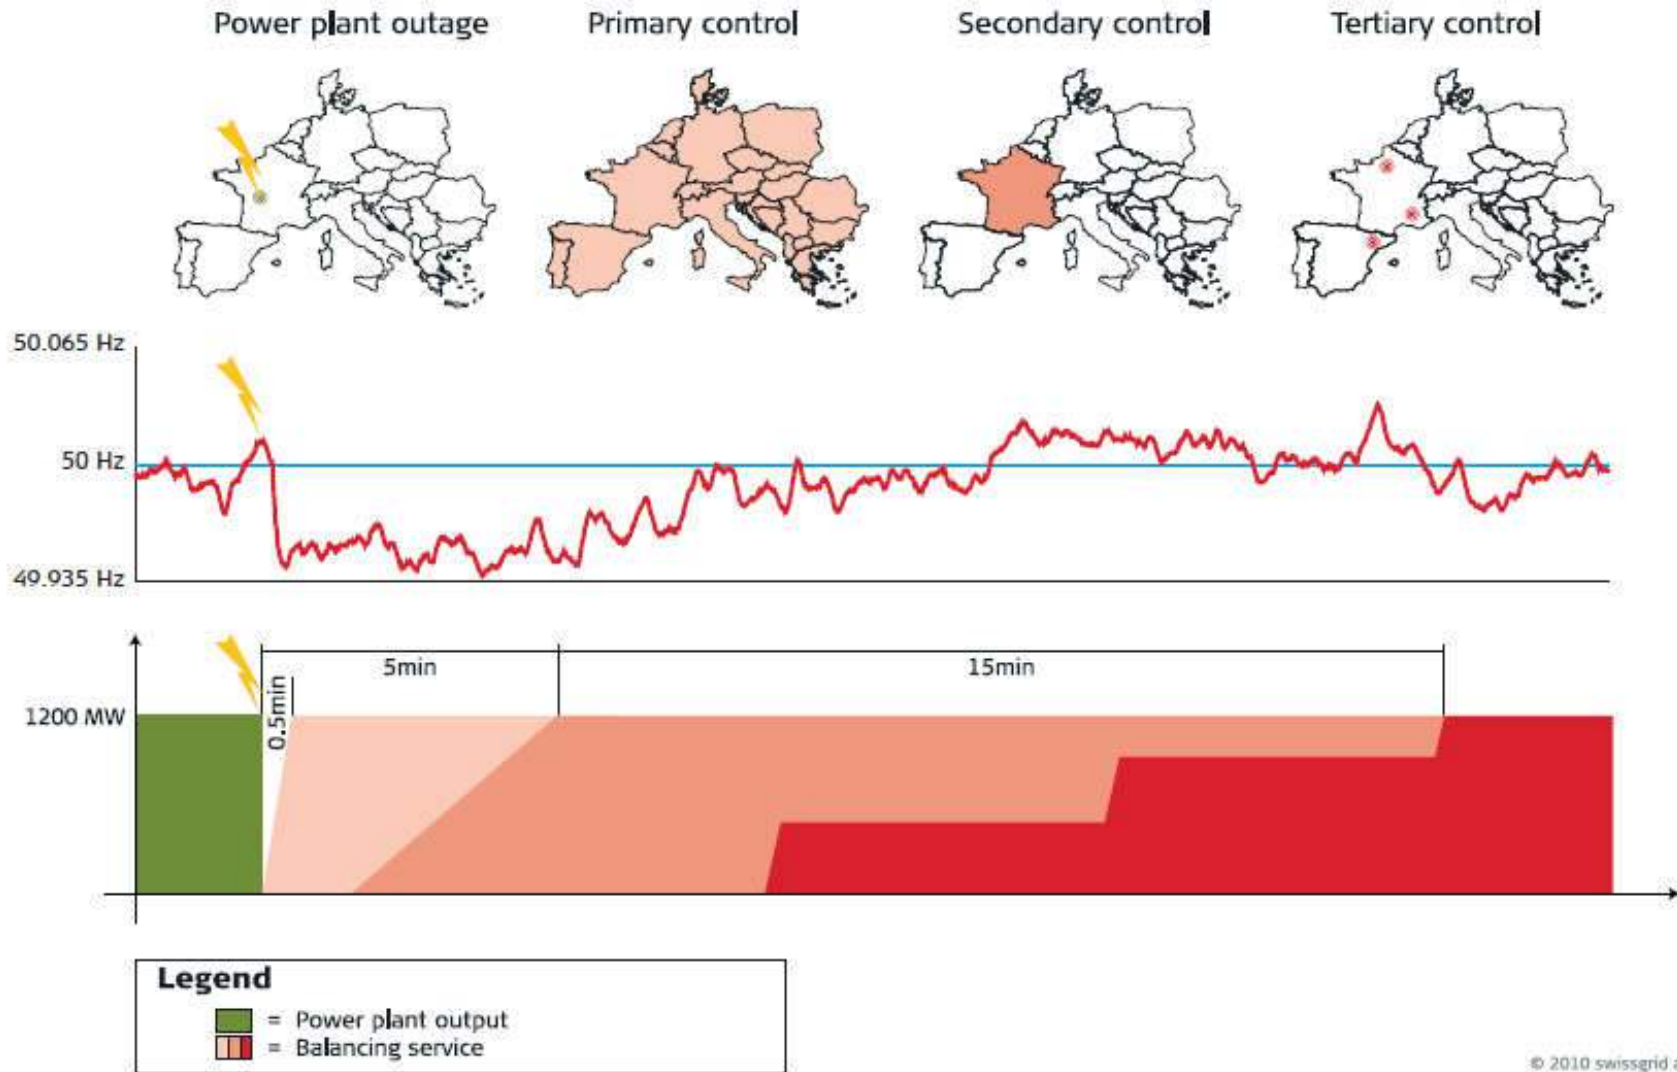 Power plant outage
Primary control
Secondary control
Tertiary control
50.065 Hz
50 Hz
49.935 Hz
5min
15min
0.5min
1200 MW
Legend
= Power plant output
= Balancing service
© 2010 swissgrid